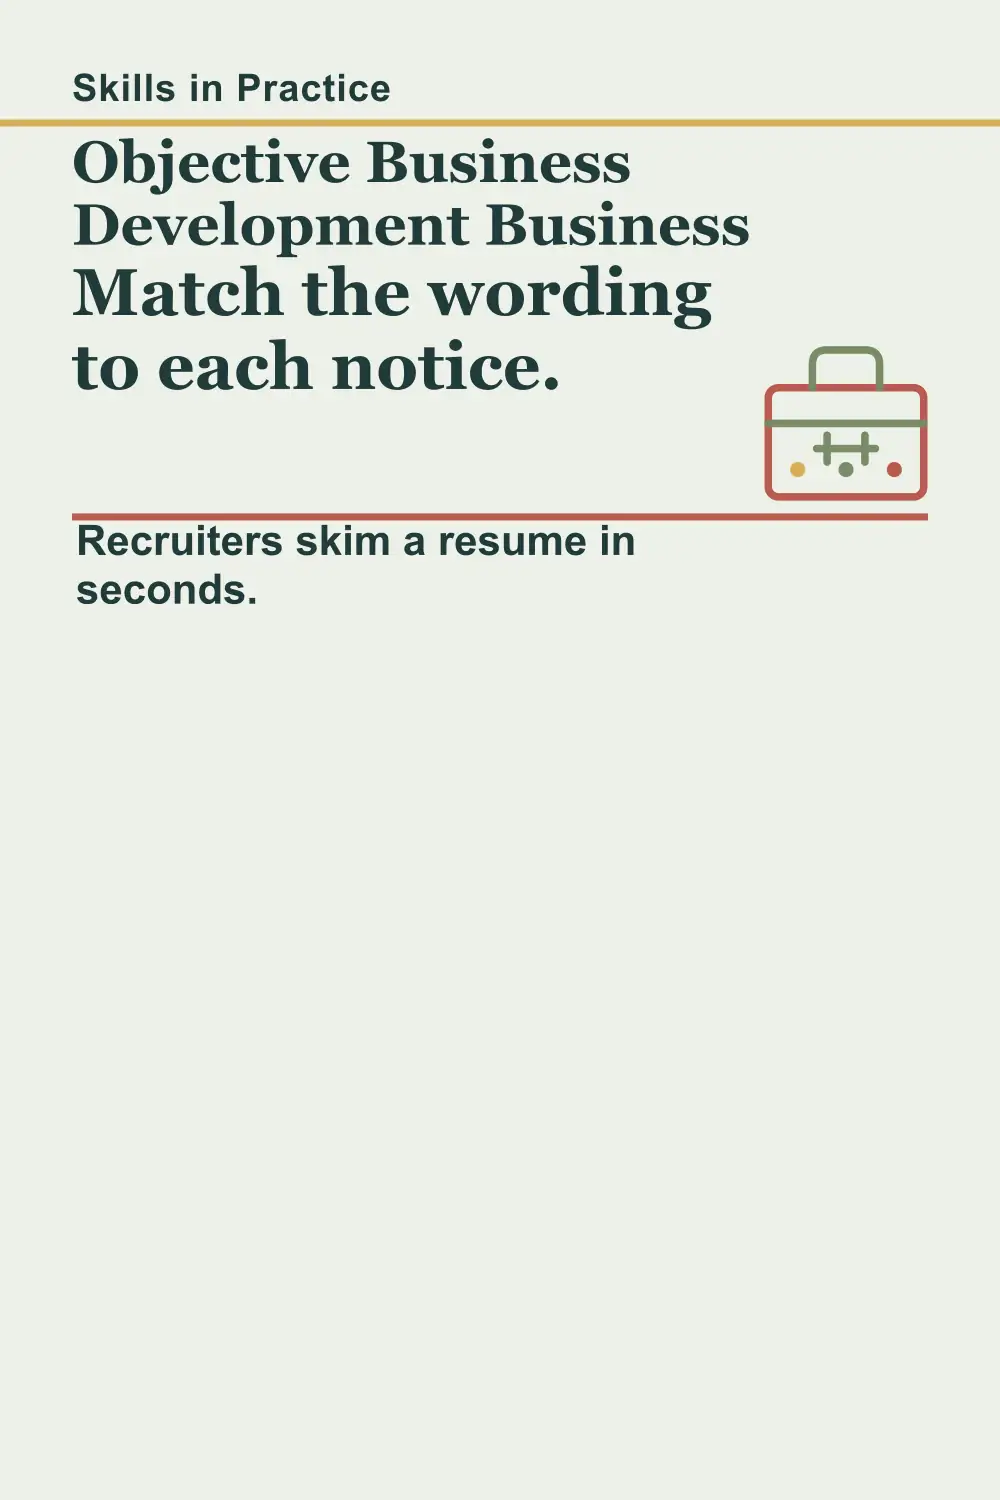 Skills in Practice
Objective Business
Development Business
Match the wording
to each notice.
Recruiters skim a resume in
seconds.